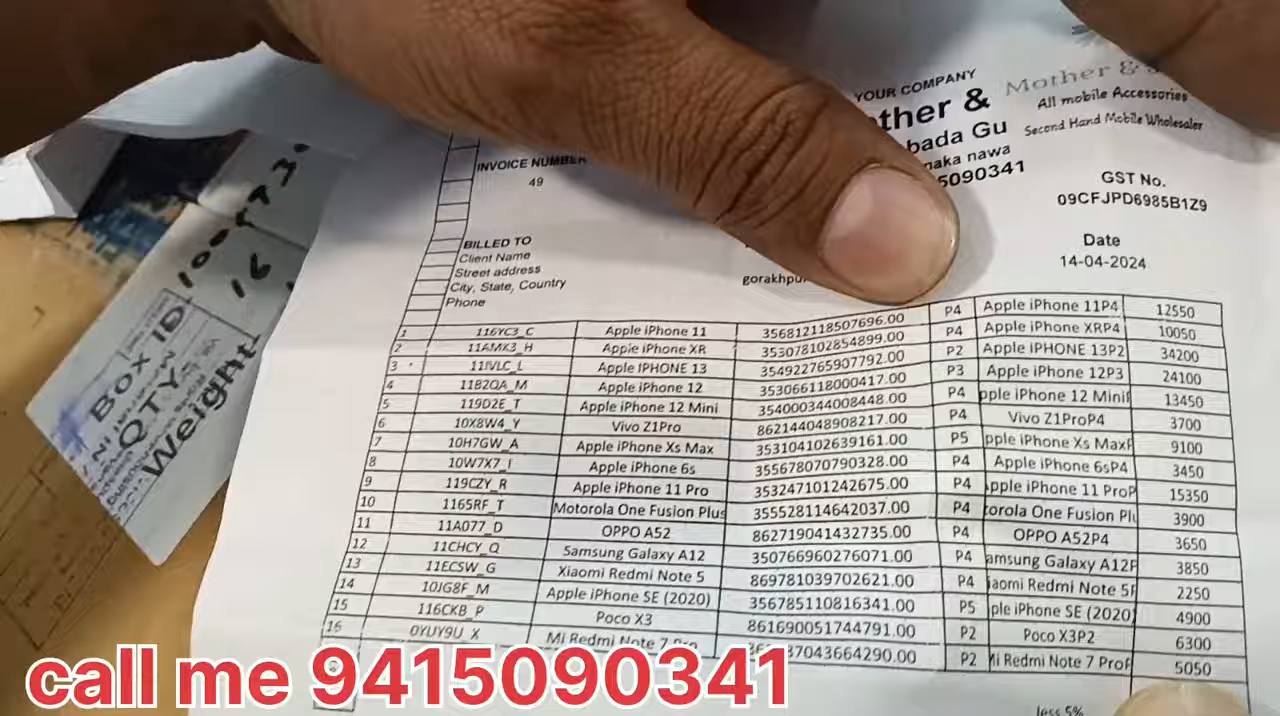 YOUR COMPANY
Mother &
ther &
All mobile Accessories
bada Gu
Second Hand Mobile Wholesaler
naka nawa
5090341
INVOICE NUMBER
49
GST No.
09CFJPD6985B1Z9
Date
14-04-2024
BILLED TO
Client Name
Street address
City, State, Country
Phone
gorakhpu
1 116YC3_C Apple iPhone 11 356812118507696.00 P4 Apple iPhone 11P4 12550
2 11AMX3_H Apple iPhone XR 353078102854899.00 P4 Apple iPhone XRP4 10050
3 11IVLC_L Apple IPHONE 13 354922765907792.00 P2 Apple IPHONE 13P2 34200
4 11B2QA_M Apple iPhone 12 353066118000417.00 P3 Apple iPhone 12P3 24100
5 119D2E_T Apple iPhone 12 Mini 354000344008448.00 P4 pple iPhone 12 Mini 13450
6 10X8W4_Y Vivo Z1Pro 862144048908217.00 P4 Vivo Z1ProP4 3700
7 10H7GW_A Apple iPhone Xs Max 353104102639161.00 P5 pple iPhone Xs Max 9100
8 10W7X7_I Apple iPhone 6s 355678070790328.00 P4 Apple iPhone 6sP4 3450
9 119CZY_R Apple iPhone 11 Pro 353247101242675.00 P4 pple iPhone 11 ProP 15350
10 1165RF_T Motorola One Fusion Plus 355528114642037.00 P4 torola One Fusion Plu 3900
11 11A077_D OPPO A52 862719041432735.00 P4 OPPO A52P4 3650
12 11CHCY_Q Samsung Galaxy A12 350766960276071.00 P4 amsung Galaxy A12P 3850
13 11ECSW_G Xiaomi Redmi Note 5 869781039702621.00 P4 iaomi Redmi Note 5P 2250
14 10JG8F_M Apple iPhone SE (2020) 356785110816341.00 P5 ple iPhone SE (2020) 4900
15 116CKB_P Poco X3 861690051744791.00 P2 Poco X3P2 6300
16 0YUY9U_X Mi Redmi Note 7 Pro 37043664290.00 P2 Mi Redmi Note 7 ProP 5050
less 5%
BOX ID
QTY
16
Weight
call me 9415090341